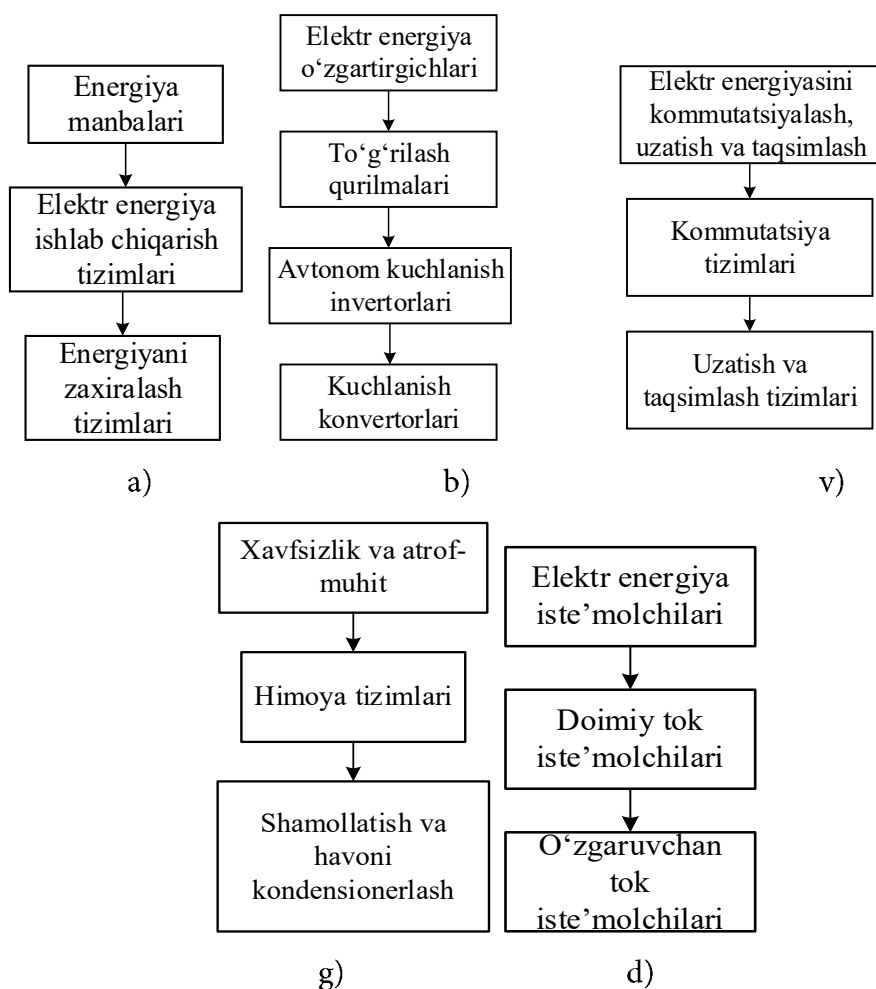 Energiya
manbalari
Elektr energiya
ishlab chiqarish
tizimlari
Energiyani
zaxiralash
tizimlari
a)
Elektr energiya
o‘zgartirgichlari
To‘g‘rilash
qurilmalari
Avtonom kuchlanish
invertorlari
Kuchlanish
konvertorlari
b)
Elektr energiyasini
kommutatsiyalash,
uzatish va taqsimlash
Kommutatsiya
tizimlari
Uzatish va
taqsimlash tizimlari
v)
Xavfsizlik va atrof-
muhit
Himoya tizimlari
Shamollatish va
havoni
kondensionerlash
g)
Elektr energiya
iste’molchilari
Doimiy tok
iste’molchilari
O‘zgaruvchan
tok
iste’molchilari
d)